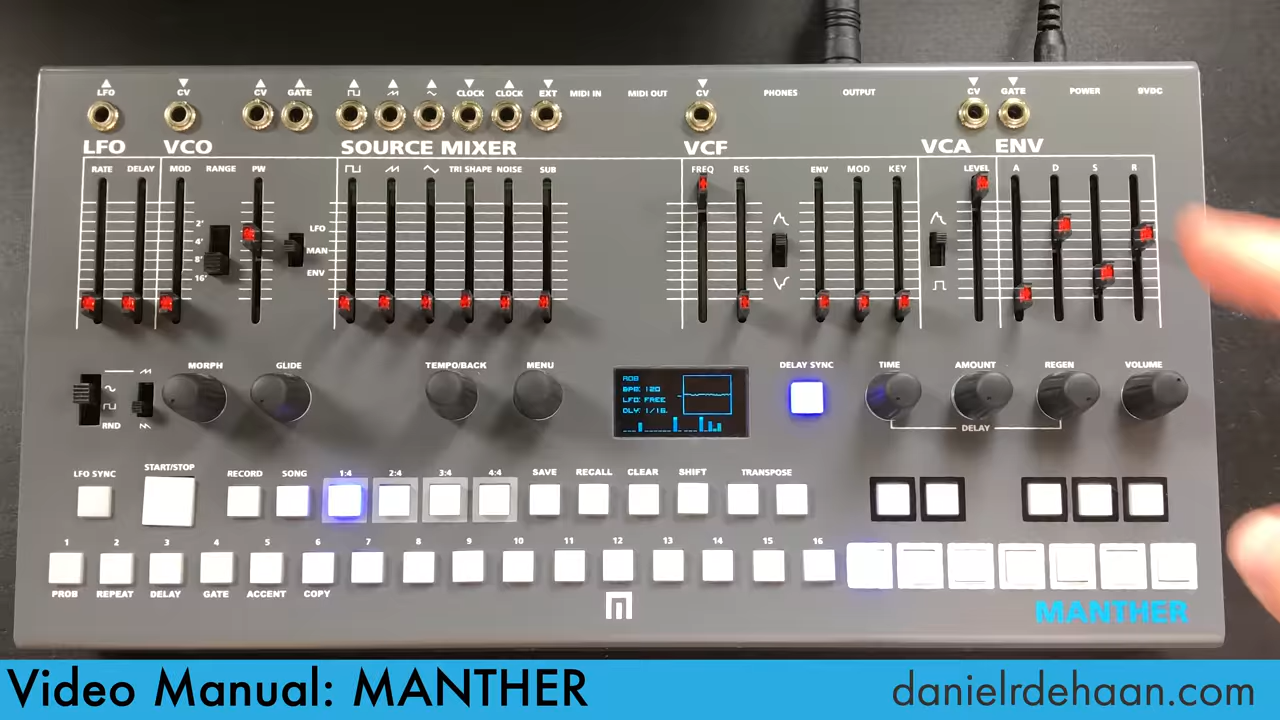 LFO CV CV GATE CLOCK CLOCK EXT MIDI IN MIDI OUT CV PHONES OUTPUT CV GATE POWER 9VDC
LFO VCO SOURCE MIXER VCF VCA ENV
RATE DELAY MOD RANGE PW TRI SHAPE NOISE SUB FREQ RES ENV MOD KEY LEVEL A D S R
2'
4'
8'
16'
LFO
MAN
ENV
MORPH GLIDE TEMPO/BACK MENU DELAY SYNC TIME AMOUNT REGEN VOLUME
BPM: 120
LFO: FREE
DLY: 1/16.
RND
DELAY
LFO SYNC START/STOP RECORD SONG 1:4 2:4 3:4 4:4 SAVE RECALL CLEAR SHIFT TRANSPOSE
1 2 3 4 5 6 7 8 9 10 11 12 13 14 15 16
PROB REPEAT DELAY GATE ACCENT COPY
MANTHER
Video Manual: MANTHER
danielrdehaan.com